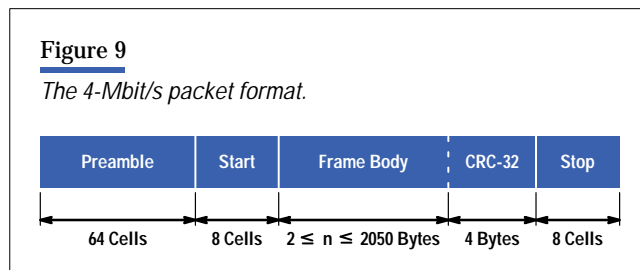 Figure 9
The 4-Mbit/s packet format.
Preamble Start Frame Body CRC-32 Stop
64 Cells 8 Cells 2 ≤ n ≤ 2050 Bytes 4 Bytes 8 Cells